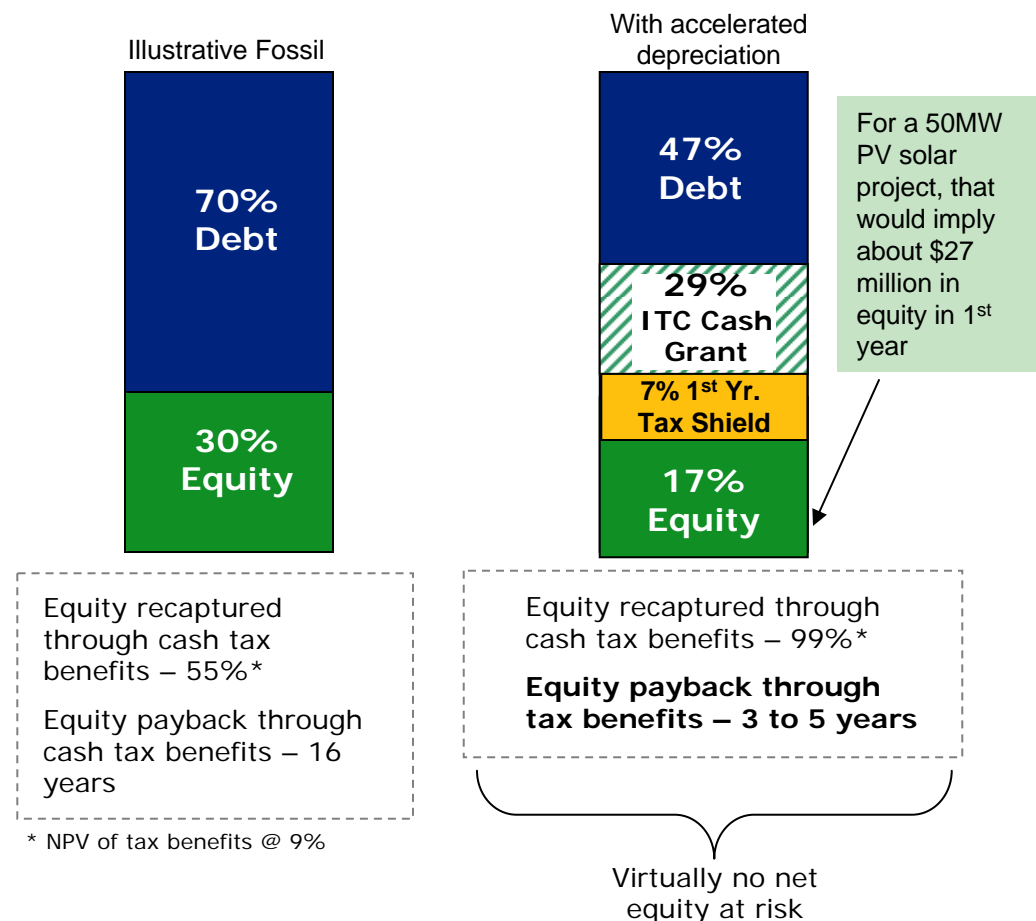 Illustrative Fossil
70%
Debt
30%
Equity
Equity recaptured
through cash tax
benefits – 55%*
Equity payback through
cash tax benefits – 16
years
* NPV of tax benefits @ 9%
With accelerated
depreciation
47%
Debt
29%
ITC Cash
Grant
7% 1st Yr.
Tax Shield
17%
Equity
For a 50MW
PV solar
project, that
would imply
about $27
million in
equity in 1st
year
Equity recaptured through
cash tax benefits – 99%*
Equity payback through
tax benefits – 3 to 5 years
Virtually no net
equity at risk